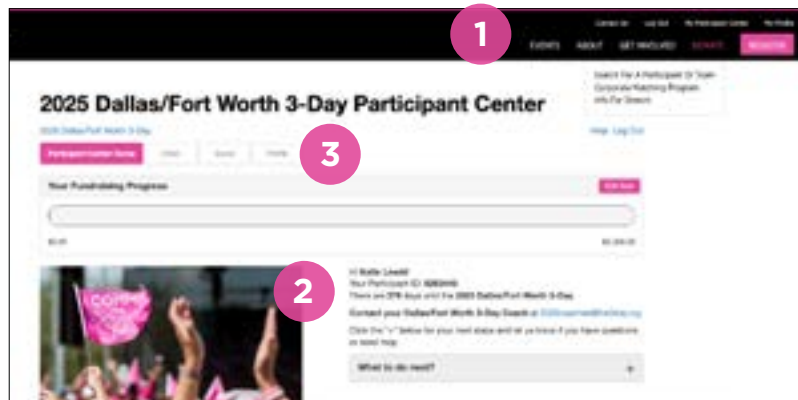 1
Contact Us Log Out My Participant Center My Profile
EVENTS ABOUT GET INVOLVED DONATE REGISTER
Search For A Participant Or Team
Corporate Matching Program
2025 Dallas/Fort Worth 3-Day Participant Center
2025 Dallas/Fort Worth 3-Day
Help Log Out
Participant Center Home Email Profile
3
Your Fundraising Progress
$0.00
2
Your Participant ID:
There are days until the 2025 Dallas/Fort Worth 3-Day
Contact your Dallas/Fort Worth 3-Day Coach at
Click the "+" below for your next steps and let us know if you have questions
or need help.
What to do next? +